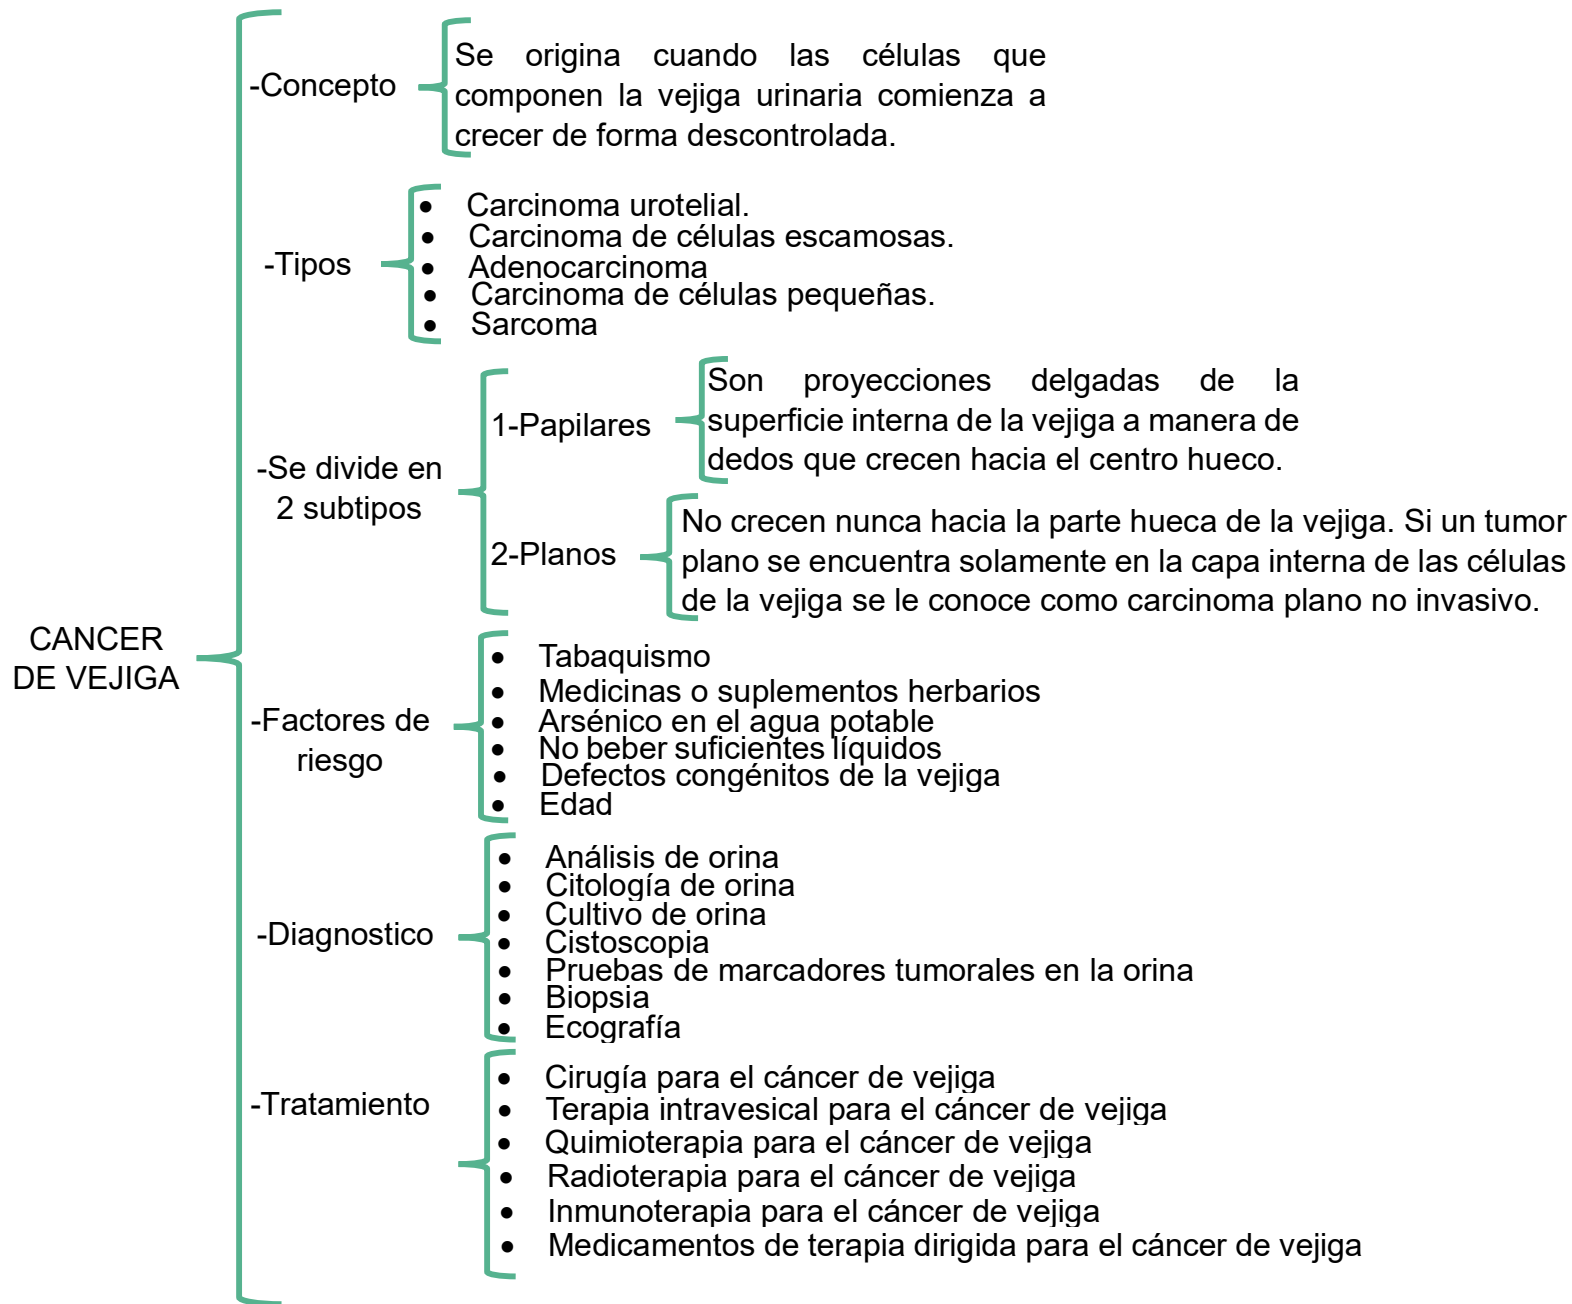 CANCER
DE VEJIGA
-Concepto
Se origina cuando las células que
componen la vejiga urinaria comienza a
crecer de forma descontrolada.
-Tipos
• Carcinoma urotelial.
• Carcinoma de células escamosas.
• Adenocarcinoma
• Carcinoma de células pequeñas.
• Sarcoma
-Se divide en
2 subtipos
1-Papilares
Son proyecciones delgadas de la
superficie interna de la vejiga a manera de
dedos que crecen hacia el centro hueco.
2-Planos
No crecen nunca hacia la parte hueca de la vejiga. Si un tumor
plano se encuentra solamente en la capa interna de las células
de la vejiga se le conoce como carcinoma plano no invasivo.
-Factores de
riesgo
• Tabaquismo
• Medicinas o suplementos herbarios
• Arsénico en el agua potable
• No beber suficientes líquidos
• Defectos congénitos de la vejiga
• Edad
-Diagnostico
• Análisis de orina
• Citología de orina
• Cultivo de orina
• Cistoscopia
• Pruebas de marcadores tumorales en la orina
• Biopsia
• Ecografía
-Tratamiento
• Cirugía para el cáncer de vejiga
• Terapia intravesical para el cáncer de vejiga
• Quimioterapia para el cáncer de vejiga
• Radioterapia para el cáncer de vejiga
• Inmunoterapia para el cáncer de vejiga
• Medicamentos de terapia dirigida para el cáncer de vejiga